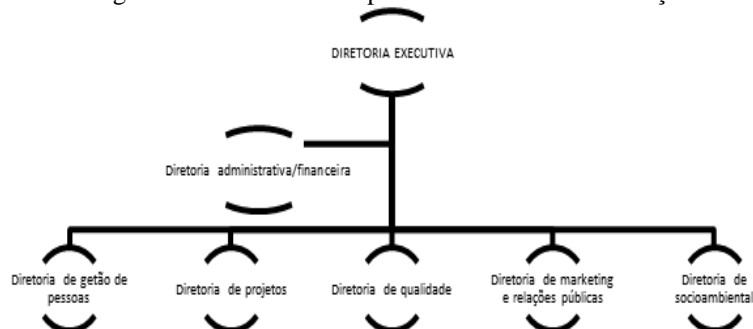 DIRETORIA EXECUTIVA
Diretoria administrativa/financeira
Diretoria de getão de
pessoas
Diretoria de projetos
Diretoria de qualidade
Diretoria de marketing
e relações públicas
Diretoria de
socioambiental